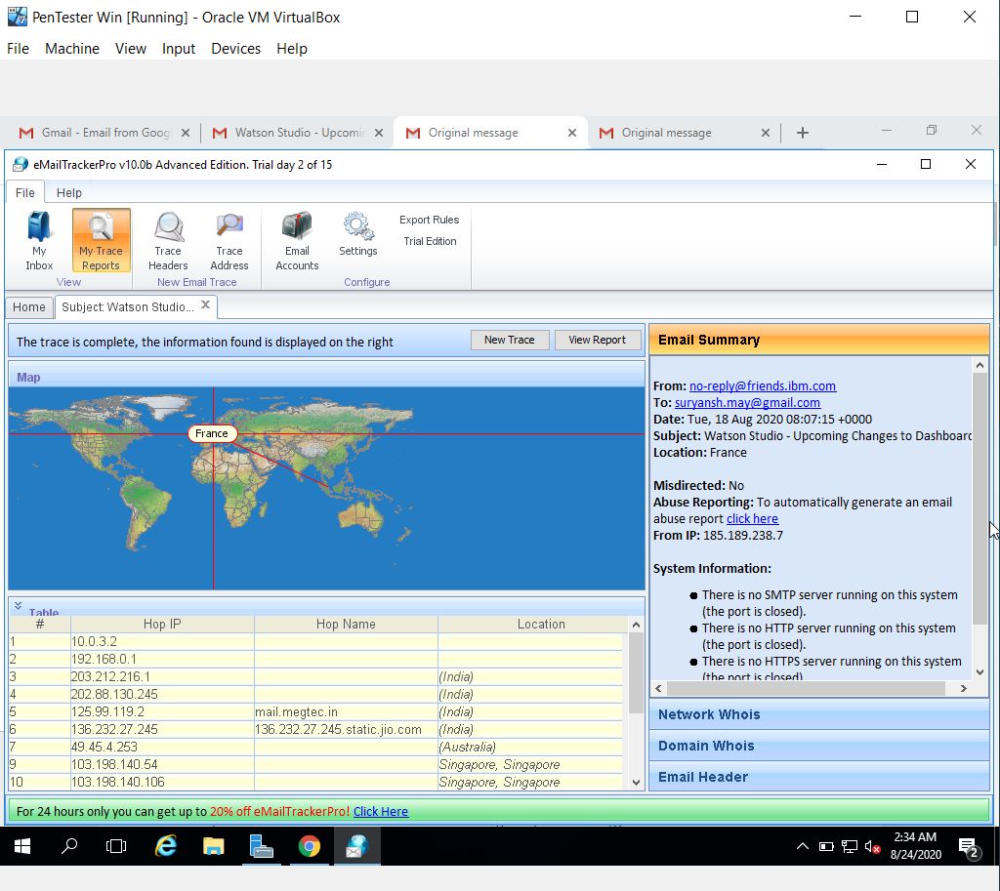 PenTester Win [Running] - Oracle VM VirtualBox
File Machine View Input Devices Help
Gmail - Email from Goog
Watson Studio - Upcomin
Original message
Original message
eMailTrackerPro v10.0b Advanced Edition. Trial day 2 of 15
File Help
My Inbox
My Trace Reports
View
Trace Headers
Trace Address
New Email Trace
Email Accounts
Settings
Export Rules
Trial Edition
Configure
Home
Subject: Watson Studio...
The trace is complete, the information found is displayed on the right
New Trace
View Report
Map
France
Table
# Hop IP Hop Name Location
1 10.0.3.2
2 192.168.0.1
3 203.212.216.1 (India)
4 202.88.130.245 (India)
5 125.99.119.2 mail.megtec.in (India)
6 136.232.27.245 136.232.27.245.static.jio.com (India)
7 49.45.4.253 (Australia)
9 103.198.140.54 Singapore, Singapore
10 103.198.140.106 Singapore, Singapore
Email Summary
From: no-reply@friends.ibm.com
To: suryansh.may@gmail.com
Date: Tue, 18 Aug 2020 08:07:15 +0000
Subject: Watson Studio - Upcoming Changes to Dashboard
Location: France
Misdirected: No
Abuse Reporting: To automatically generate an email
abuse report click here
From IP: 185.189.238.7
System Information:
There is no SMTP server running on this system
(the port is closed).
There is no HTTP server running on this system
(the port is closed).
There is no HTTPS server running on this system
(the port is closed)
Network Whois
Domain Whois
Email Header
For 24 hours only you can get up to 20% off eMailTrackerPro! Click Here
2:34 AM
8/24/2020
2